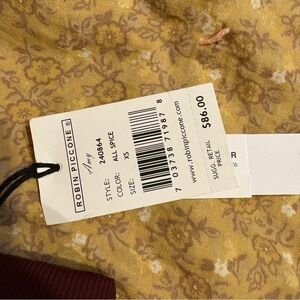 ROBIN PICCONE ®
Amy
STYLE: 240864
COLOR: ALL SPICE
SIZE: XS
7 03738 71987 8
www.robinpiccone.com
$86.00
SUGG. RETAIL
PRICE
R